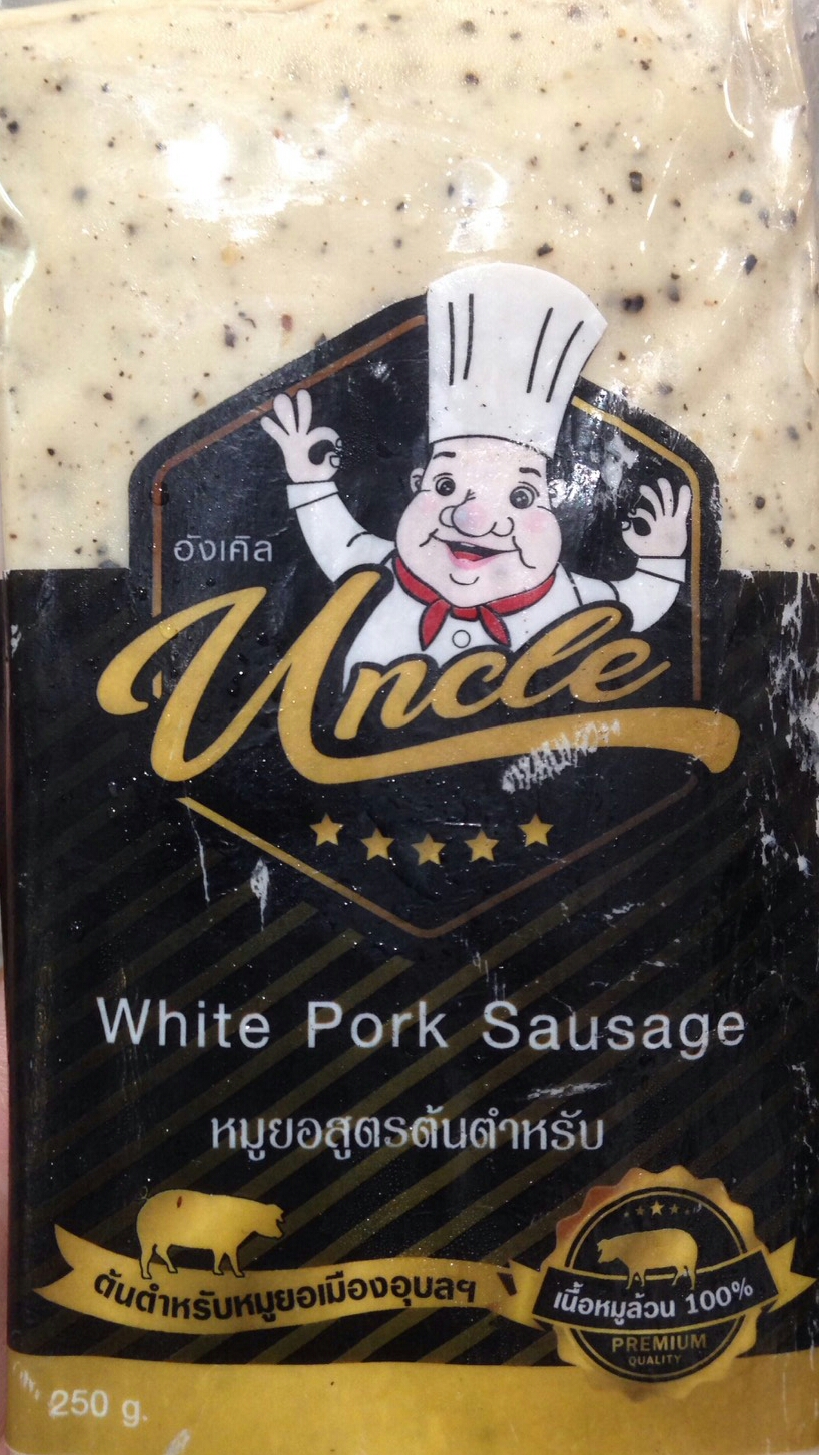 อังเคิล
Uncle
White Pork Sausage
หมูยอสูตรต้นตำหรับ
ต้นตำหรับหมูยอเมืองอุบลฯ
เนื้อหมูล้วน 100%
PREMIUM
QUALITY
250 g.